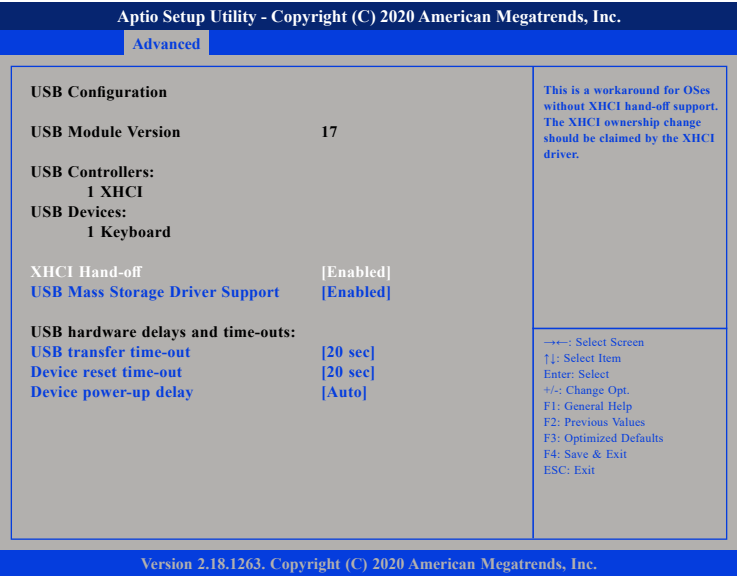 Aptio Setup Utility - Copyright (C) 2020 American Megatrends, Inc.
Advanced
USB Configuration
USB Module Version 17
USB Controllers:
1 XHCI
USB Devices:
1 Keyboard
XHCI Hand-off [Enabled]
USB Mass Storage Driver Support [Enabled]
USB hardware delays and time-outs:
USB transfer time-out [20 sec]
Device reset time-out [20 sec]
Device power-up delay [Auto]
This is a workaround for OSes
without XHCI hand-off support.
The XHCI ownership change
should be claimed by the XHCI
driver.
→←: Select Screen
↑↓: Select Item
Enter: Select
+/-: Change Opt.
F1: General Help
F2: Previous Values
F3: Optimized Defaults
F4: Save & Exit
ESC: Exit
Version 2.18.1263. Copyright (C) 2020 American Megatrends, Inc.